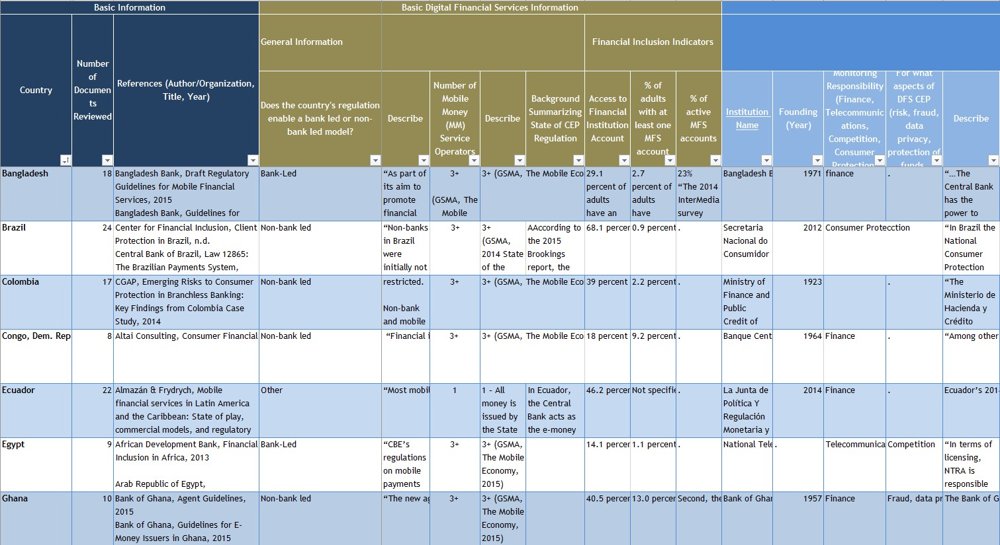 Basic Information
Basic Digital Financial Services Information
General Information
Financial Inclusion Indicators
Country
Number
of
Documen
ts
Reviewed
References (Author/Organization,
Title, Year)
Does the country's regulation
enable a bank led or non-
bank led model?
Describe
Number of
Mobile
Money
(MM)
Service
Operators
Describe
Background
Summarizing
State of CEP
Regulation
Access to
Financial
Institution
Account
% of
adults
with at
least one
MFS
account
% of
active
MFS
accounts
Institution
Name
Founding
(Year)
Monitoring
Responsibility
(Finance,
Telecommunic
ations,
Competition,
Consumer
Protection
For what
aspects of
DFS CEP
(risk, fraud,
data
privacy,
protection of
funds
Describe
Bangladesh
18
Bangladesh Bank, Draft Regulatory
Guidelines for Mobile Financial
Services, 2015
Bangladesh Bank, Guidelines for
Bank-Led
“As part of
its aim to
promote
financial
3+
(GSMA, The
Mobile
3+ (GSMA,
The Mobile Eco
29.1
percent of
adults
have an
2.7
percent of
adults
have
23%
“The 2014
InterMedia
survey
Bangladesh B
1971
finance
.
“...The
Central Bank
has the
power to
Brazil
24
Center for Financial Inclusion, Client
Protection in Brazil, n.d.
Central Bank of Brazil, Law 12865:
The Brazilian Payments System,
Non-bank led
“Non-banks
in Brazil
were
initially not
3+
3+
(GSMA,
2014 State
of the
AAccording to
the 2015
Brookings
report, the
68.1 percen
0.9 percent
.
Secretaria
Nacional do
Consumidor
2012
Consumer Protecction
“In Brazil the
National
Consumer
Protection
Colombia
17
CGAP, Emerging Risks to Consumer
Protection in Branchless Banking:
Key Findings from Colombia Case
Study, 2014
Non-bank led
restricted.
Non-bank
and mobile
3+
3+ (GSMA,
The Mobile Eco
39 percent
2.2 percent
.
Ministry of
Finance and
Public
Credit of
1923
.
“The
Ministerio de
Hacienda y
Crédito
Congo, Dem. Rep
8
Altai Consulting, Consumer Financial
Non-bank led
“Financial i
3+
3+ (GSMA,
The Mobile Eco
18 percent
9.2 percent
.
Banque Cent
1964
Finance
.
“Among other
Ecuador
22
Almazán & Frydrych, Mobile
financial services in Latin America
and the Caribbean: State of play,
commercial models, and regulatory
Other
“Most mobil
1
1 - All
money is
issued by
the State
In Ecuador,
the Central
Bank acts as
the e-money
46.2 percen
Not specifie
.
La Junta de
Política Y
Regulación
Monetaria y
2014
Finance
.
Ecuador’s 201
Egypt
9
African Development Bank, Financial
Inclusion in Africa, 2013
Arab Republic of Egypt,
Bank-Led
“CBE’s
regulations
on mobile
payments
3+
3+ (GSMA,
The Mobile
Economy,
2015)
14.1 percen
1.1 percent
.
National Tele
.
Telecommunica
Competition
“In terms of
licensing,
NTRA is
responsible
Ghana
10
Bank of Ghana, Agent Guidelines,
2015
Bank of Ghana, Guidelines for E-
Money Issuers in Ghana, 2015
Non-bank led
“The new ag
3+
3+ (GSMA,
The Mobile
Economy,
2015)
40.5 percen
13.0 percen
Second, the
Bank of Ghan
1957
Finance
Fraud, data pr
The Bank of G